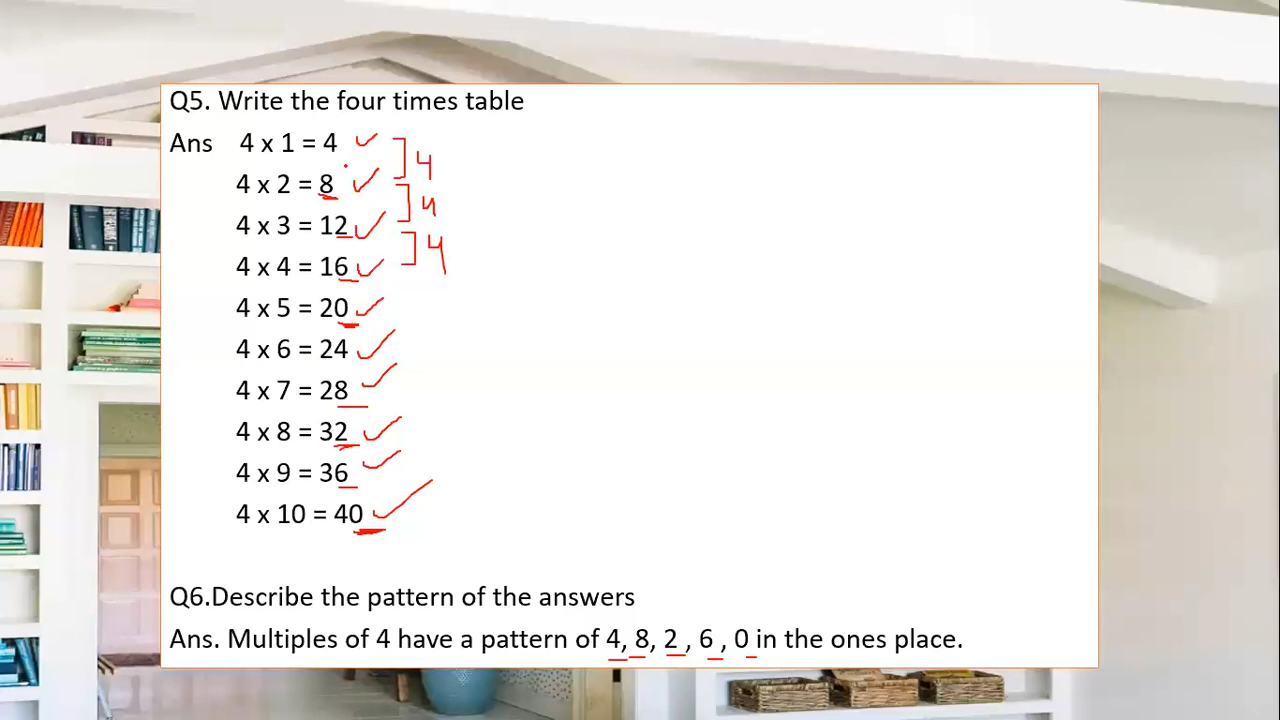 Q5. Write the four times table
Ans 4 x 1 = 4
4
4 x 2 = 8
4
4 x 3 = 12
4
4 x 4 = 16
4 x 5 = 20
4 x 6 = 24
4 x 7 = 28
4 x 8 = 32
4 x 9 = 36
4 x 10 = 40
Q6.Describe the pattern of the answers
Ans. Multiples of 4 have a pattern of 4, 8, 2 , 6 , 0 in the ones place.